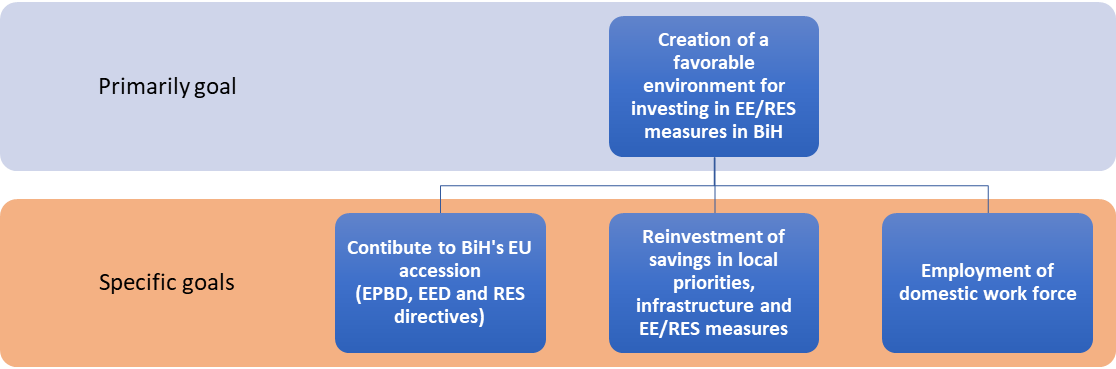 Primarily goal
Creation of a
favorable
environment for
investing in EE/RES
measures in BiH
Specific goals
Contibute to BiH's EU
accession
(EPBD, EED and RES
directives)
Reinvestment of
savings in local
priorities,
infrastructure and
EE/RES measures
Employment of
domestic work force